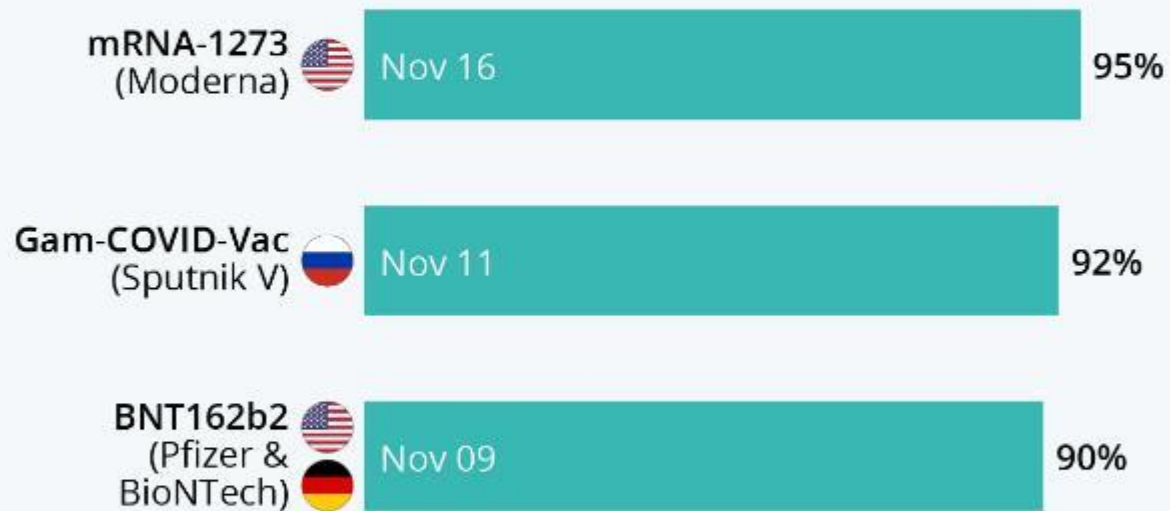 mRNA-1273
(Moderna)
Nov 16
95%
Gam-COVID-Vac
(Sputnik V)
Nov 11
92%
BNT162b2
(Pfizer &
BioNTech)
Nov 09
90%